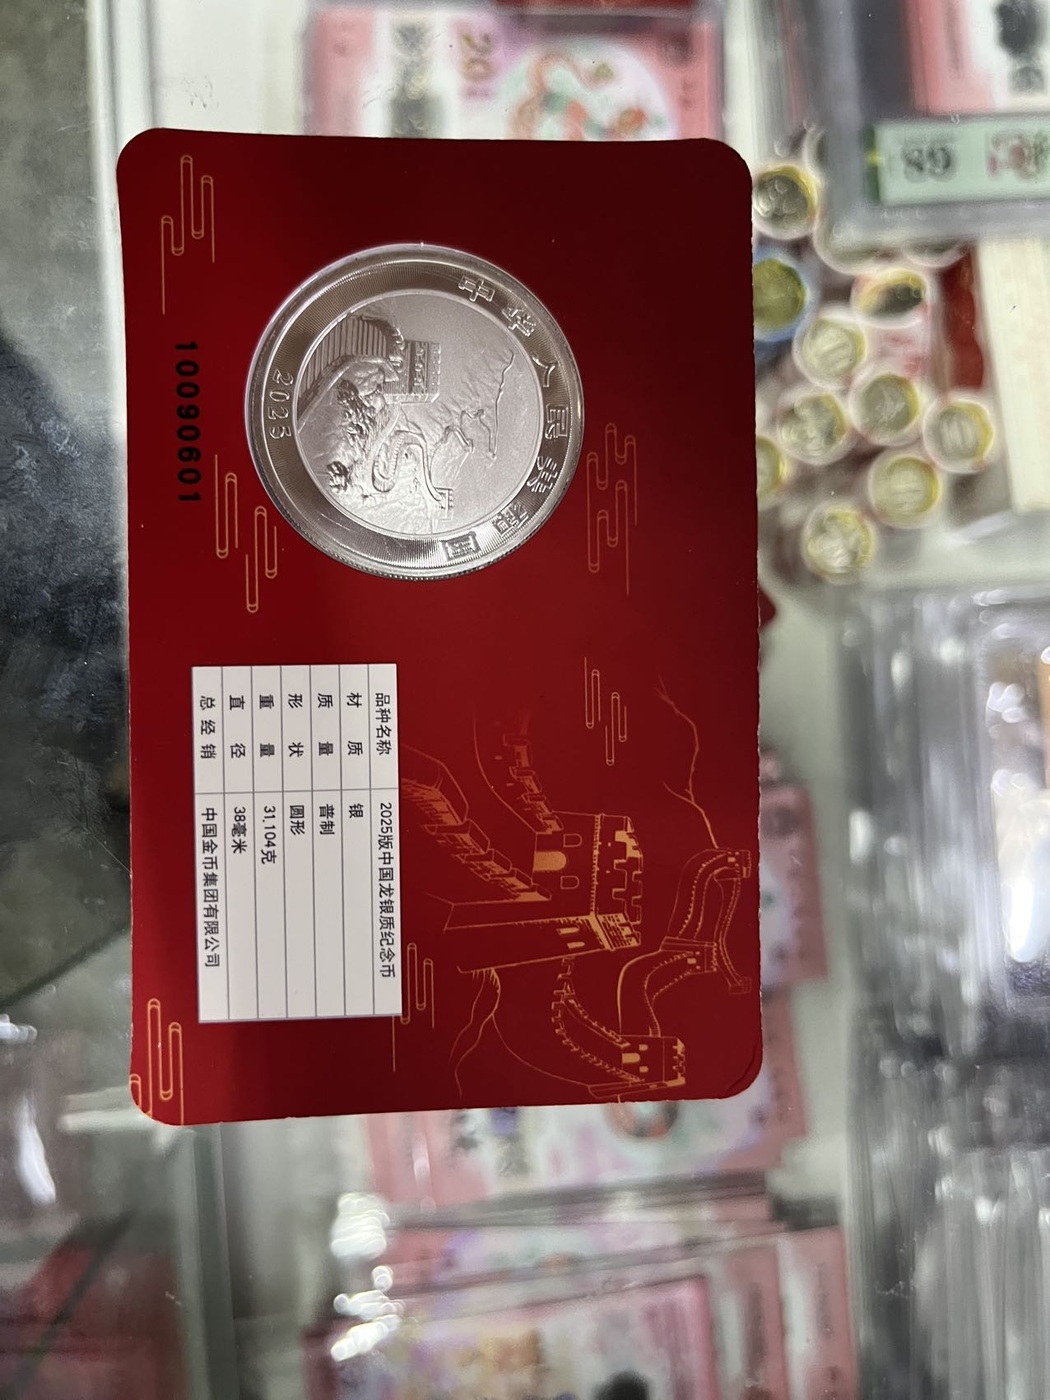 中华人民共和国
2025
10090601
品种名称 2025版中国龙银质纪念币
材质 银
质量 普制
形状 圆形
重量 31.104克
直径 38毫米
总经销 中国金币集团有限公司
68